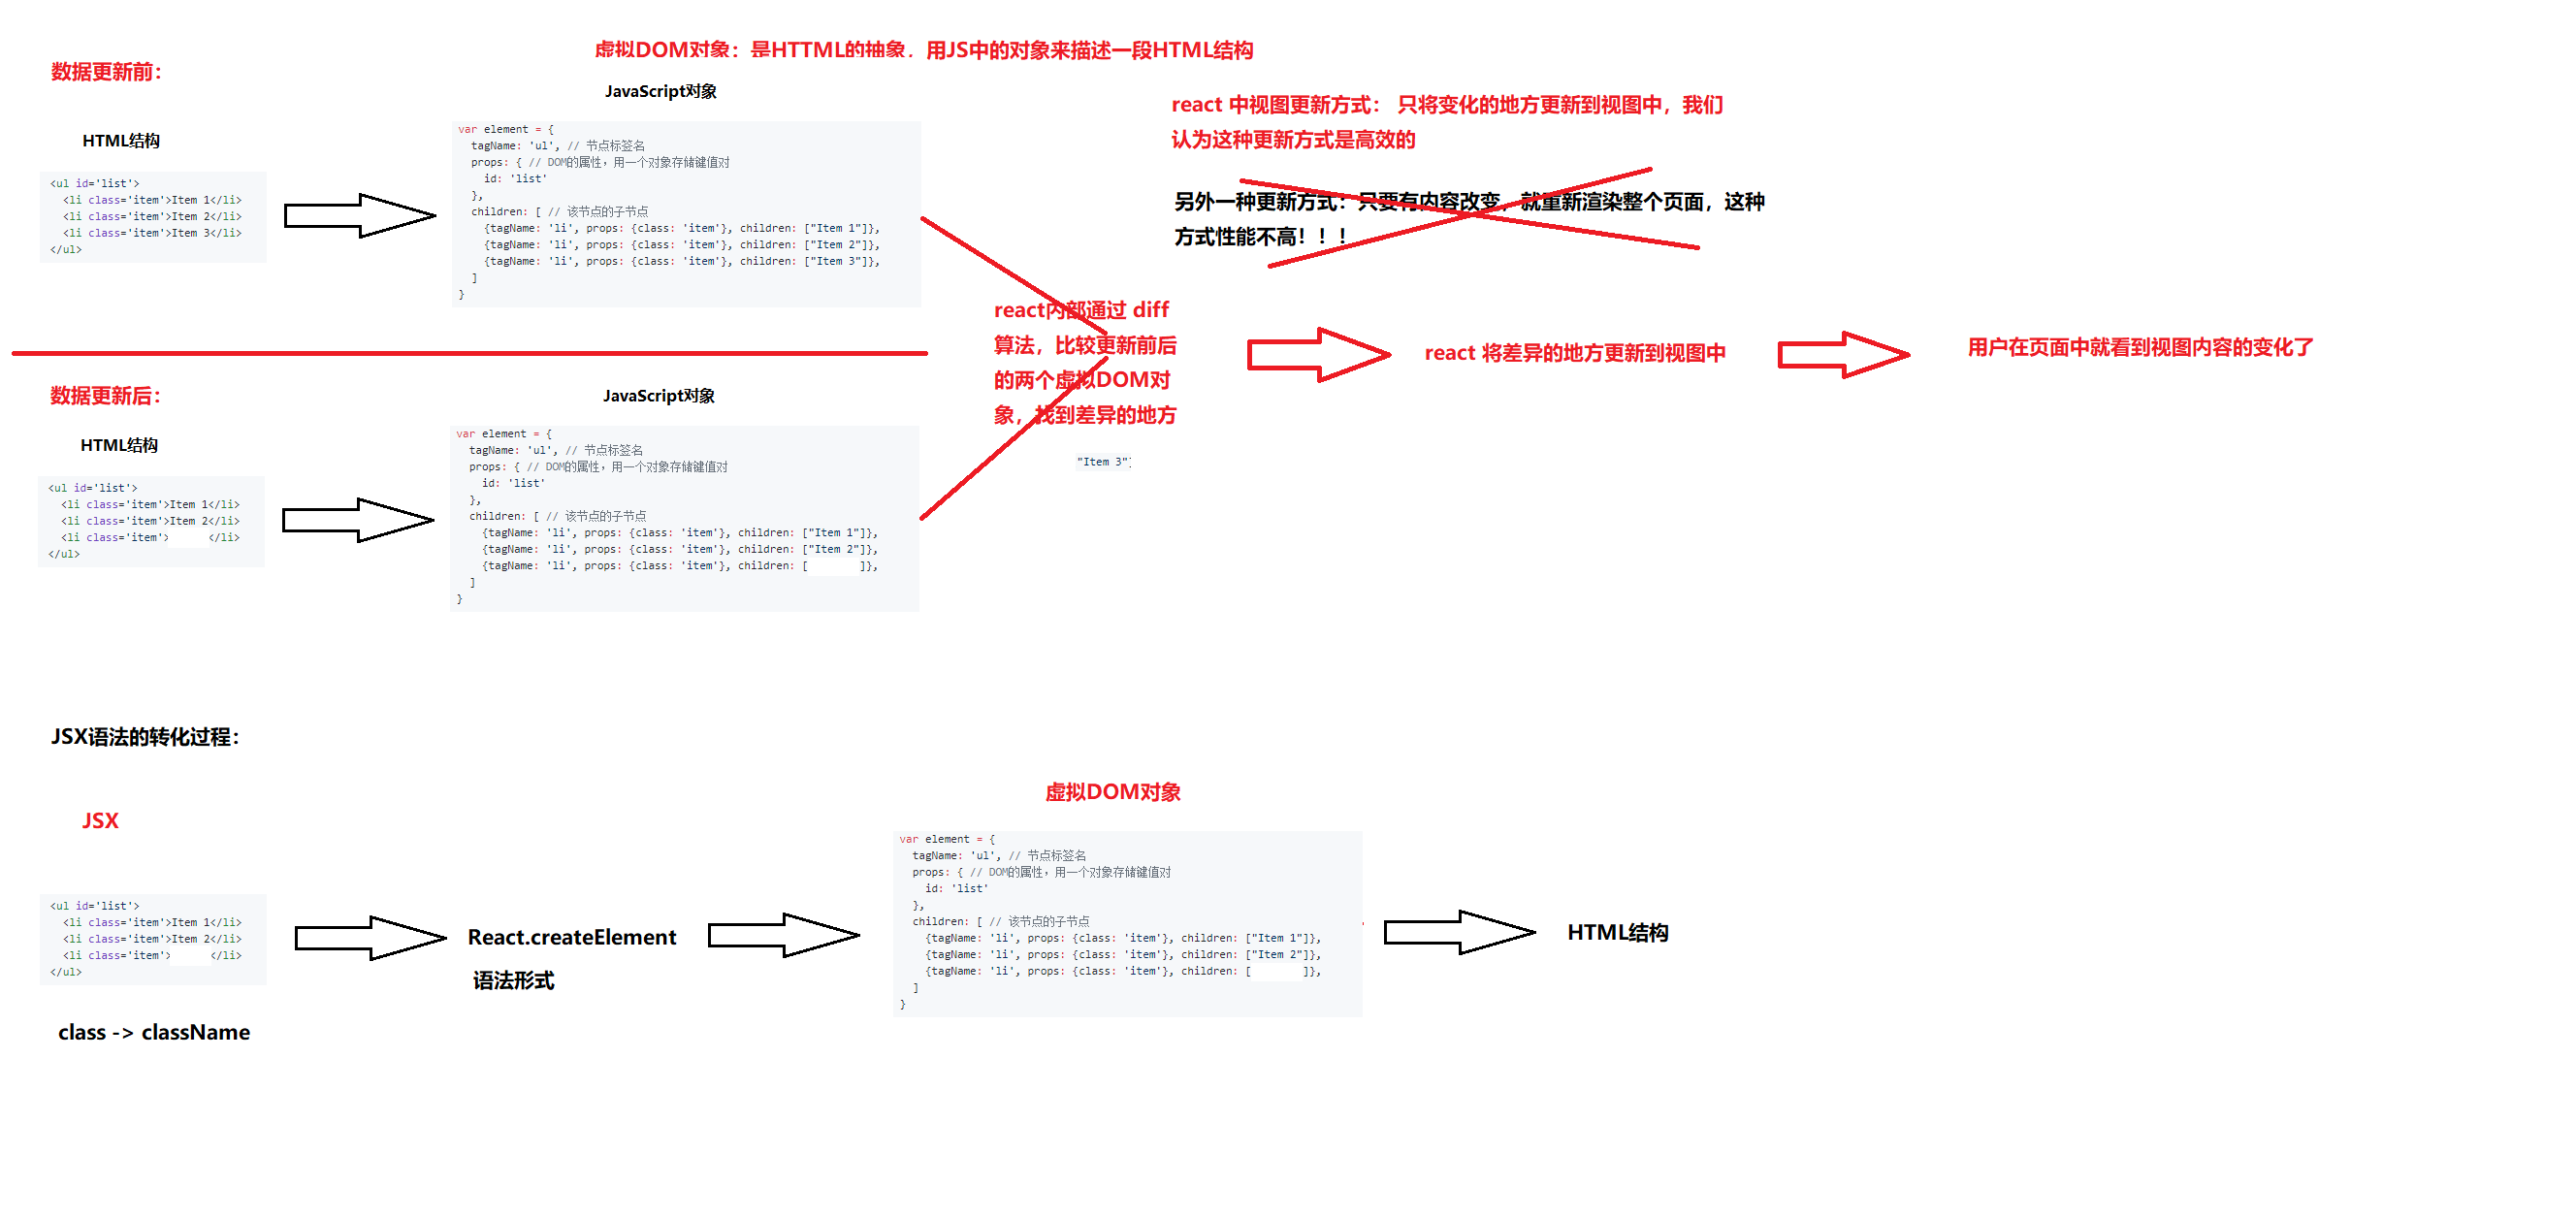 虚拟DOM对象：是HTTML的抽象，用JS中的对象来描述一段HTML结构
数据更新前：
JavaScript对象
HTML结构
<ul id='list'>
  <li class='item'>Item 1</li>
  <li class='item'>Item 2</li>
  <li class='item'>Item 3</li>
</ul>
var element = {
  tagName: 'ul', // 节点标签名
  props: { // DOM的属性，用一个对象存储键值对
    id: 'list'
  },
  children: [ // 该节点的子节点
    {tagName: 'li', props: {class: 'item'}, children: ["Item 1"]},
    {tagName: 'li', props: {class: 'item'}, children: ["Item 2"]},
    {tagName: 'li', props: {class: 'item'}, children: ["Item 3"]},
  ]
}
react 中视图更新方式： 只将变化的地方更新到视图中，我们
认为这种更新方式是高效的
另外一种更新方式：只要有内容改变，就重新渲染整个页面，这种
方式性能不高！！！
react内部通过 diff
算法，比较更新前后
的两个虚拟DOM对
象，找到差异的地方
"Item 3"]
react 将差异的地方更新到视图中
用户在页面中就看到视图内容的变化了
数据更新后：
JavaScript对象
HTML结构
<ul id='list'>
  <li class='item'>Item 1</li>
  <li class='item'>Item 2</li>
  <li class='item'>      </li>
</ul>
var element = {
  tagName: 'ul', // 节点标签名
  props: { // DOM的属性，用一个对象存储键值对
    id: 'list'
  },
  children: [ // 该节点的子节点
    {tagName: 'li', props: {class: 'item'}, children: ["Item 1"]},
    {tagName: 'li', props: {class: 'item'}, children: ["Item 2"]},
    {tagName: 'li', props: {class: 'item'}, children: [        ]},
  ]
}
JSX语法的转化过程：
JSX
<ul id='list'>
  <li class='item'>Item 1</li>
  <li class='item'>Item 2</li>
  <li class='item'>      </li>
</ul>
class -> className
React.createElement
语法形式
虚拟DOM对象
var element = {
  tagName: 'ul', // 节点标签名
  props: { // DOM的属性，用一个对象存储键值对
    id: 'list'
  },
  children: [ // 该节点的子节点
    {tagName: 'li', props: {class: 'item'}, children: ["Item 1"]},
    {tagName: 'li', props: {class: 'item'}, children: ["Item 2"]},
    {tagName: 'li', props: {class: 'item'}, children: [        ]},
  ]
}
HTML结构